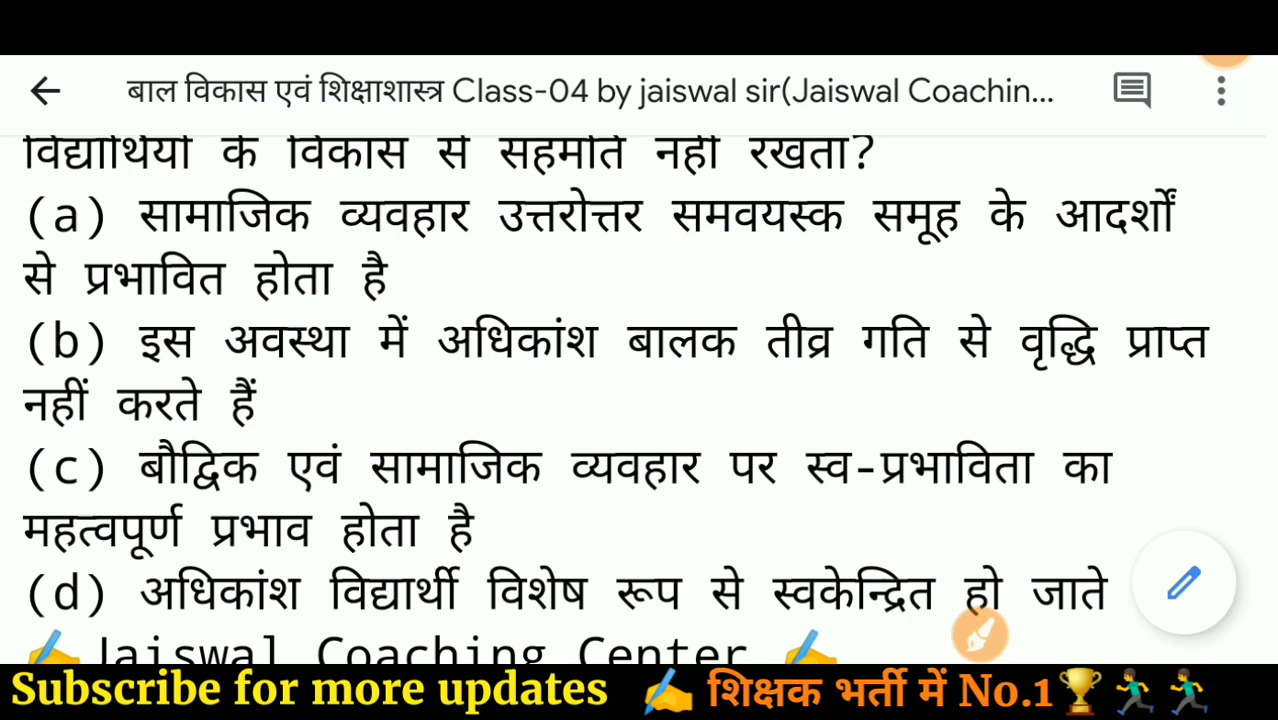 बाल विकास एवं शिक्षाशास्त्र Class-04 by jaiswal sir(Jaiswal Coachin...
विद्यार्थियों के विकास से सहमति नहीं रखता?
(a) सामाजिक व्यवहार उत्तरोत्तर समवयस्क समूह के आदर्शों
से प्रभावित होता है
(b) इस अवस्था में अधिकांश बालक तीव्र गति से वृद्धि प्राप्त
नहीं करते हैं
(c) बौद्विक एवं सामाजिक व्यवहार पर स्व-प्रभाविता का
महत्वपूर्ण प्रभाव होता है
(d) अधिकांश विद्यार्थी विशेष रूप से स्वकेन्द्रित हो जाते
✍️ Jaiswal Coaching Center ✍️
Subscribe for more updates ✍️ शिक्षक भर्ती में No.1🏆🏃🏃